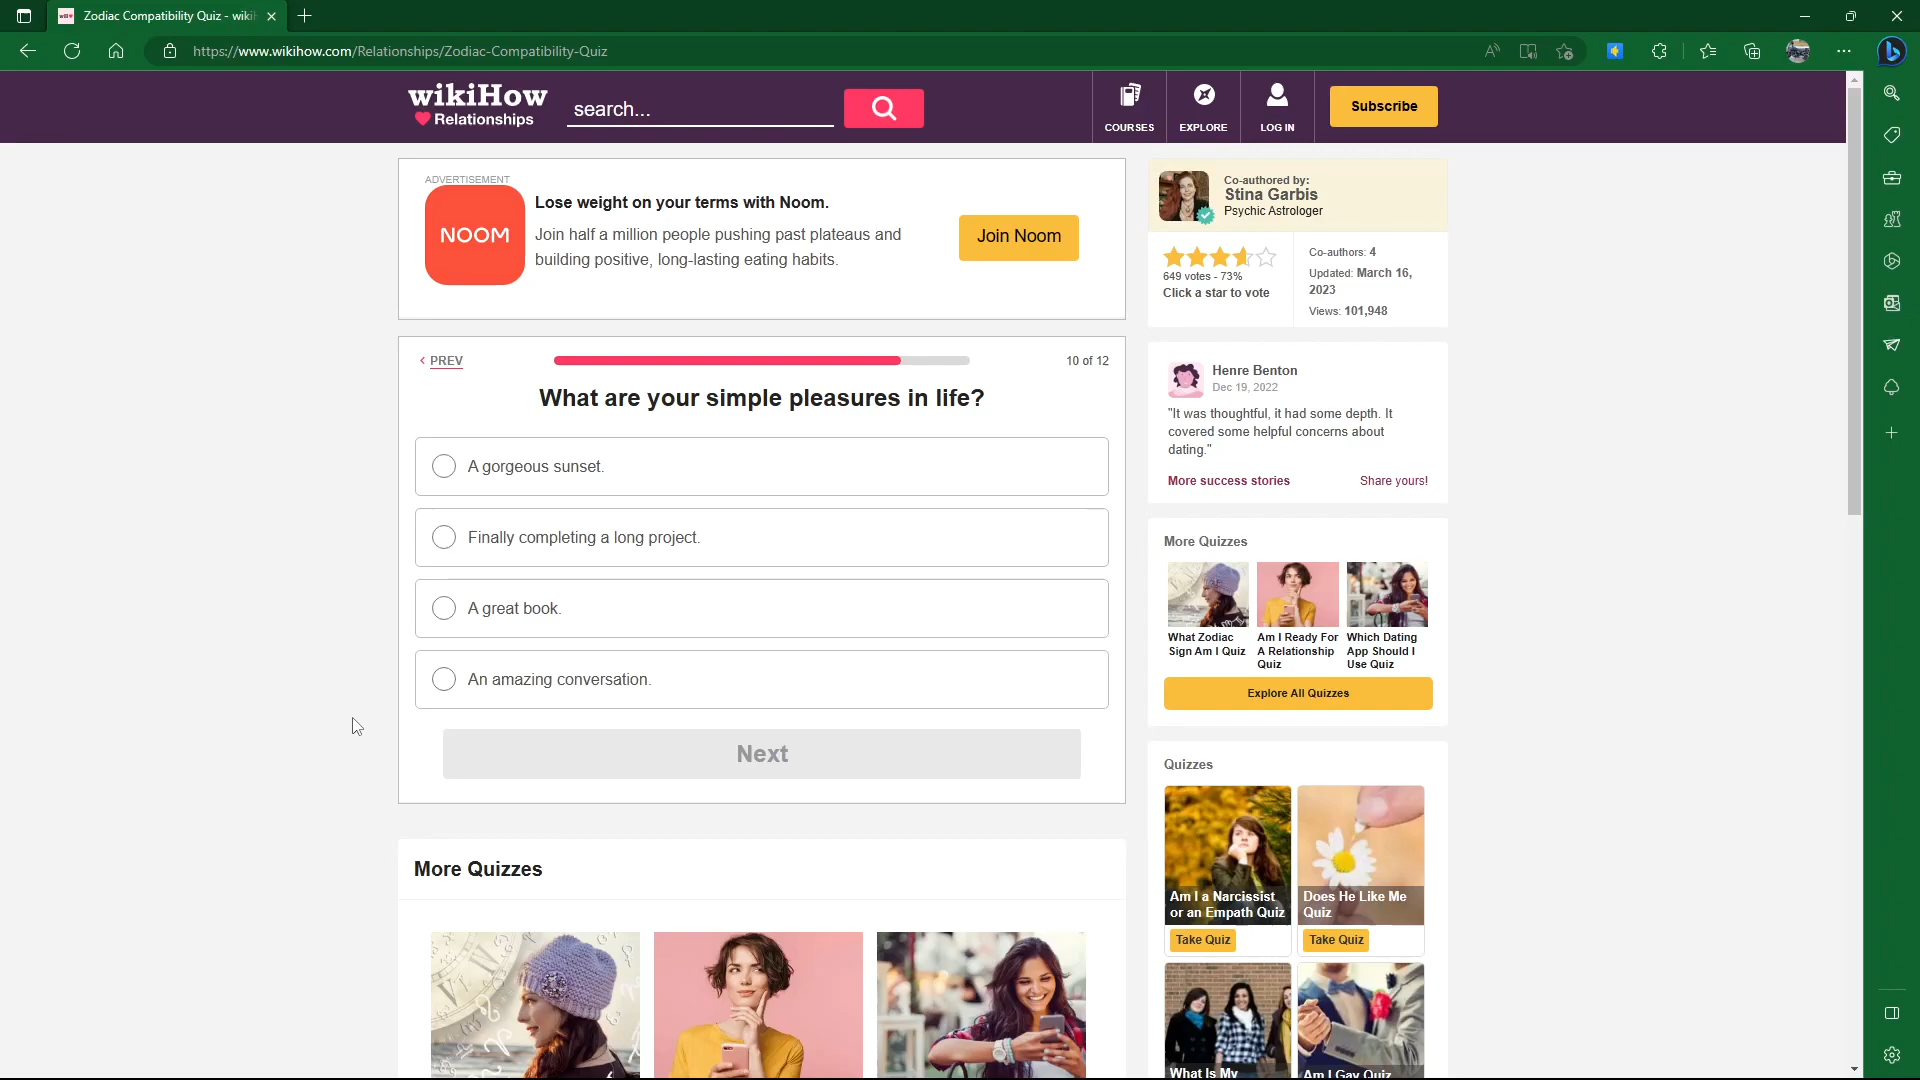 Zodiac Compatibility Quiz - wikiH
https://www.wikihow.com/Relationships/Zodiac-Compatibility-Quiz
wikiHow
Relationships
search...
COURSES
EXPLORE
LOG IN
Subscribe
ADVERTISEMENT
NOOM
Lose weight on your terms with Noom.
Join half a million people pushing past plateaus and
building positive, long-lasting eating habits.
Join Noom
PREV
10 of 12
What are your simple pleasures in life?
A gorgeous sunset.
Finally completing a long project.
A great book.
An amazing conversation.
Next
More Quizzes
Co-authored by:
Stina Garbis
Psychic Astrologer
649 votes - 73%
Click a star to vote
Co-authors: 4
Updated: March 16,
2023
Views: 101,948
Henre Benton
Dec 19, 2022
"It was thoughtful, it had some depth. It
covered some helpful concerns about
dating."
More success stories
Share yours!
More Quizzes
What Zodiac
Sign Am I Quiz
Am I Ready For
A Relationship
Quiz
Which Dating
App Should I
Use Quiz
Explore All Quizzes
Quizzes
Am I a Narcissist
or an Empath Quiz
Take Quiz
Does He Like Me
Quiz
Take Quiz
What Is My
Am I Gay Quiz